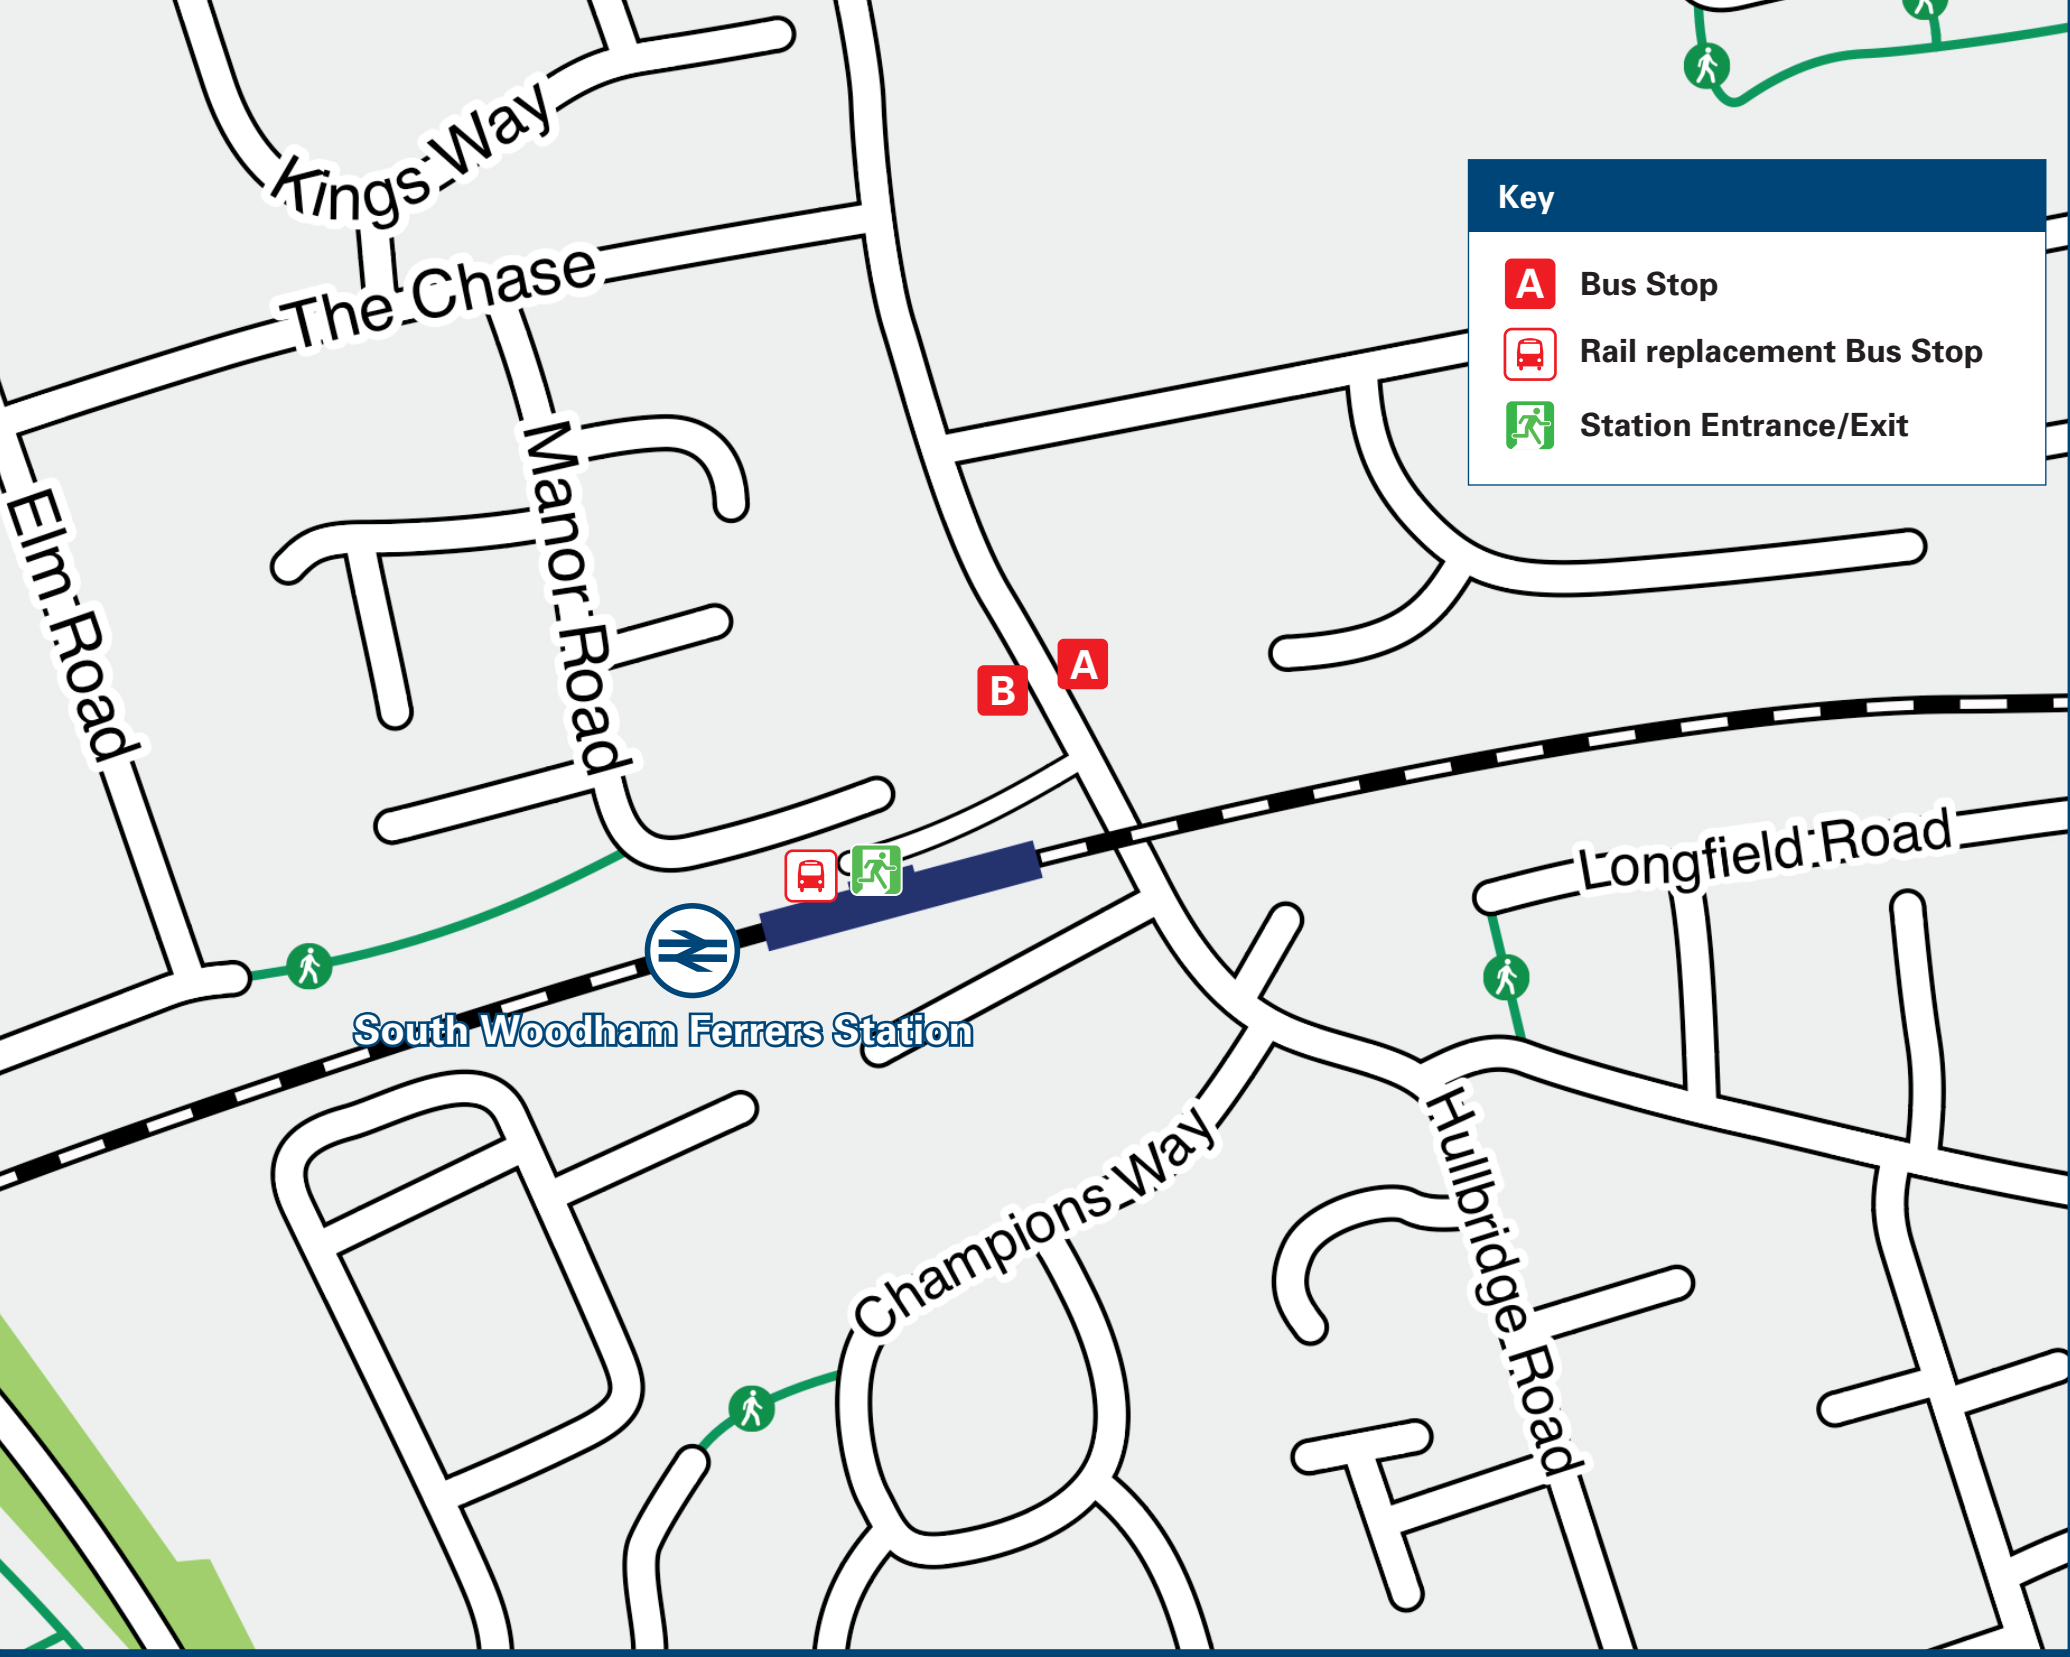 Kings Way
The Chase
Key
A Bus Stop
Rail replacement Bus Stop
Station Entrance/Exit
Manor Road
Elm Road
A
B
Longfield Road
South Woodham Ferrers Station
Champions Way
Hullbridge Road